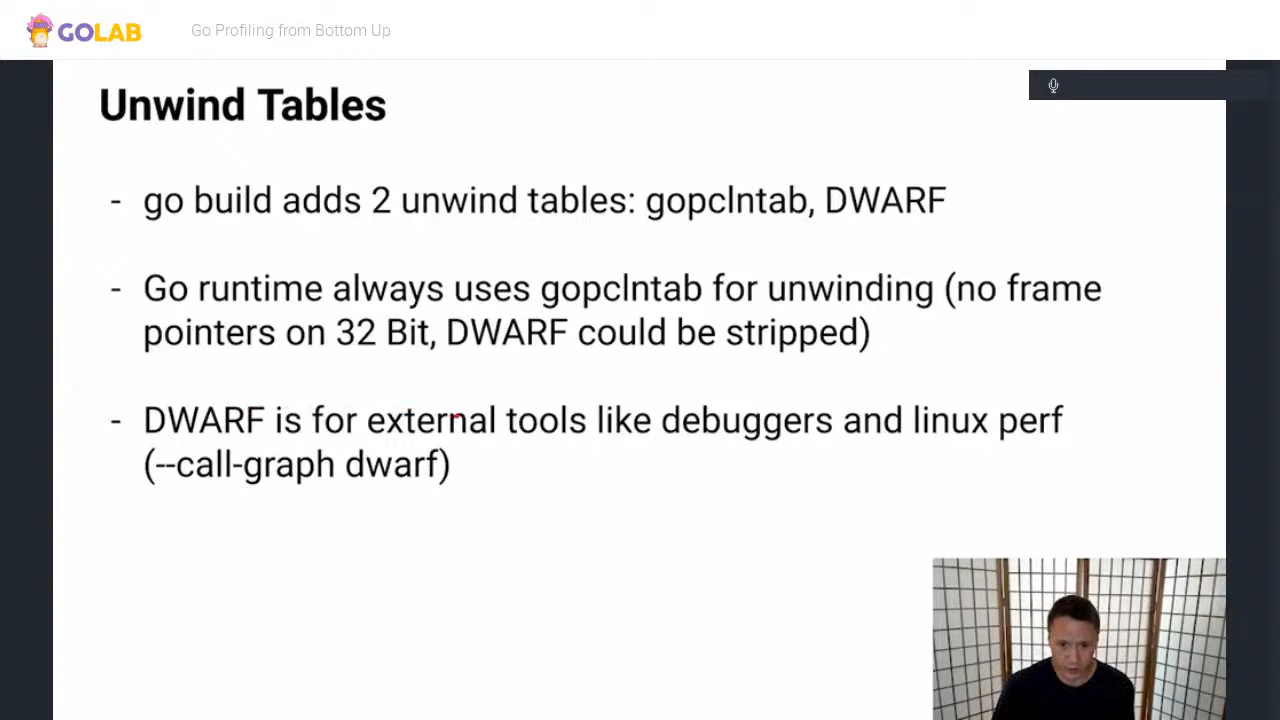 GOLAB
Go Profiling from Bottom Up
Unwind Tables
- go build adds 2 unwind tables: gopclntab, DWARF
- Go runtime always uses gopclntab for unwinding (no frame
pointers on 32 Bit, DWARF could be stripped)
- DWARF is for external tools like debuggers and linux perf
(--call-graph dwarf)